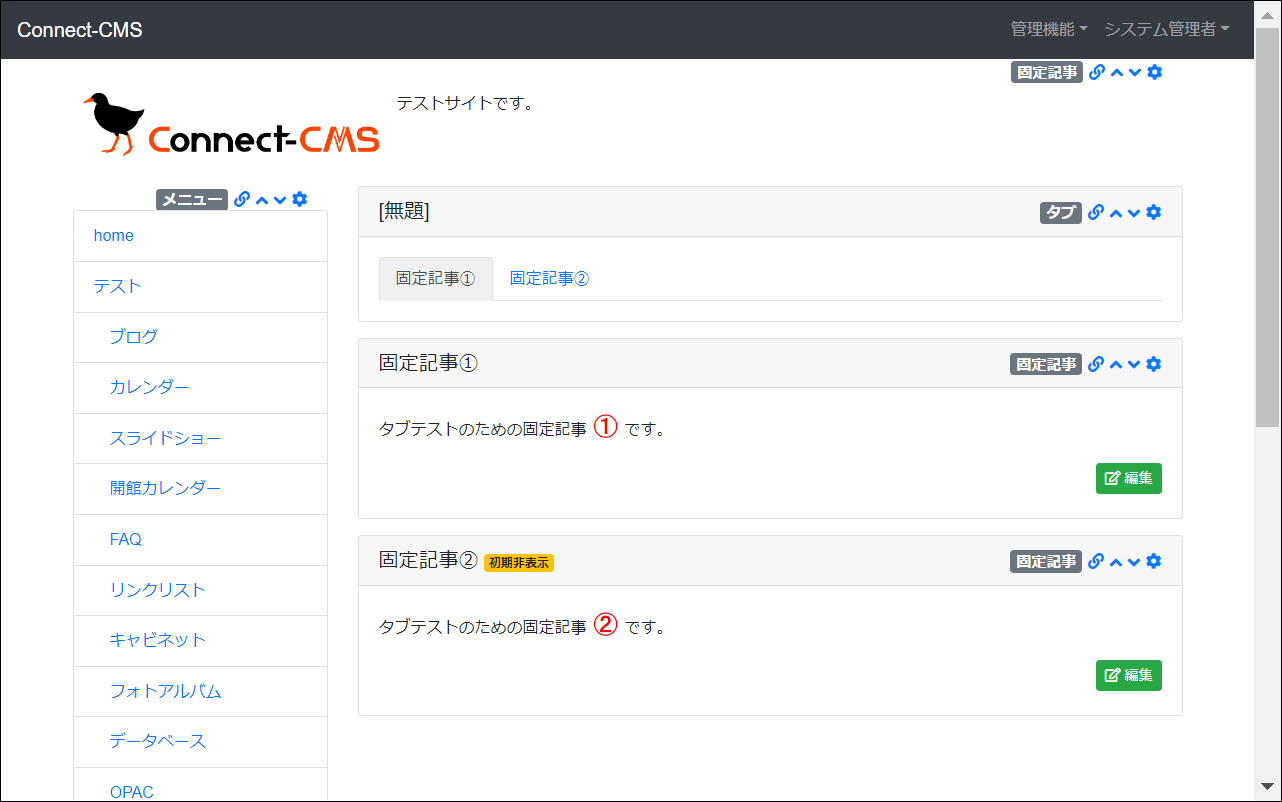 Connect-CMS 管理機能 システム管理者
固定記事
テストサイトです。
Connect-CMS
メニュー
home
テスト
ブログ
カレンダー
スライドショー
開館カレンダー
FAQ
リンクリスト
キャビネット
フォトアルバム
データベース
OPAC
[無題] タブ
固定記事① 固定記事②
固定記事① 固定記事
タブテストのための固定記事 ① です。
編集
固定記事② 初期非表示 固定記事
タブテストのための固定記事 ② です。
編集